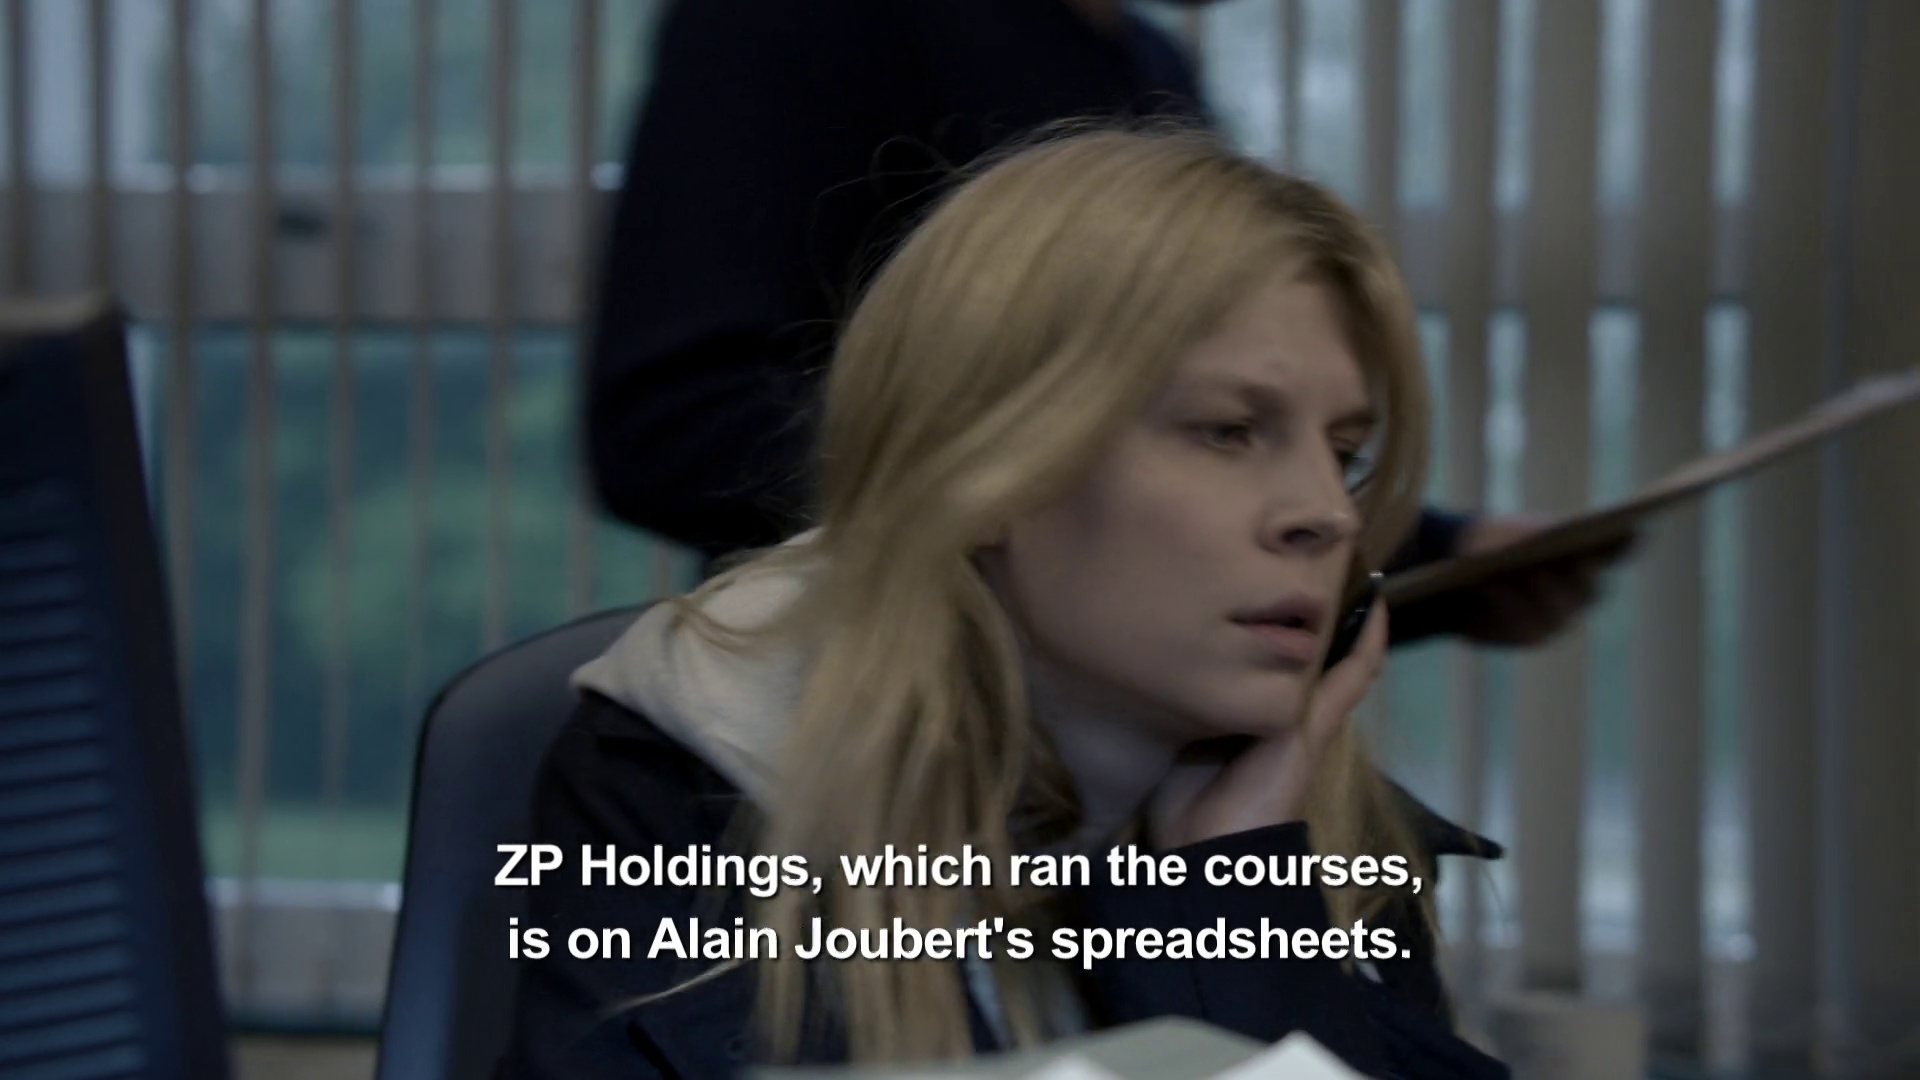 ZP Holdings, which ran the courses,
is on Alain Joubert's spreadsheets.